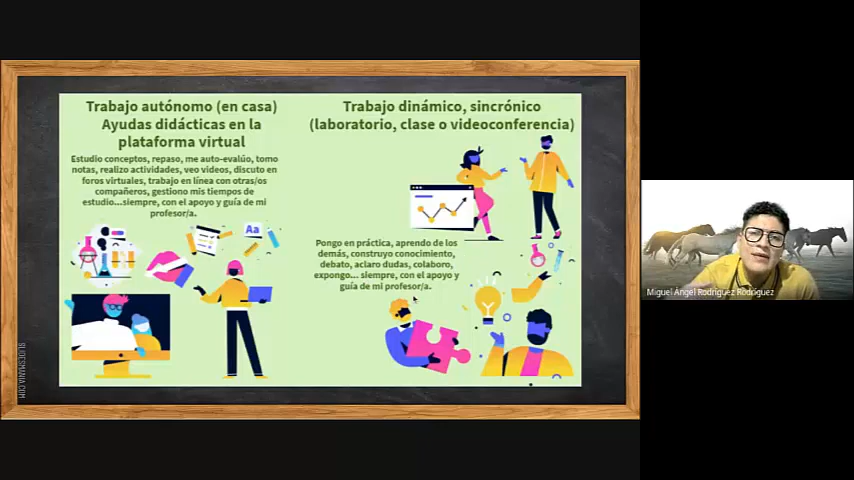 Trabajo autónomo (en casa)
Ayudas didácticas en la
plataforma virtual
Estudio conceptos, repaso, me auto-evalúo, tomo
notas, realizo actividades, veo videos, discuto en
foros virtuales, trabajo en línea con otras/os
compañeros, gestiono mis tiempos de
estudio...siempre, con el apoyo y guía de mi
profesor/a.
Aa
Trabajo dinámico, sincrónico
(laboratorio, clase o videoconferencia)
Pongo en práctica, aprendo de los
demás, construyo conocimiento,
debato, aclaro dudas, colaboro,
expongo... siempre, con el apoyo y
guía de mi profesor/a.
SLIDESMANIA.COM
Miguel Ángel Rodríguez Rodríguez